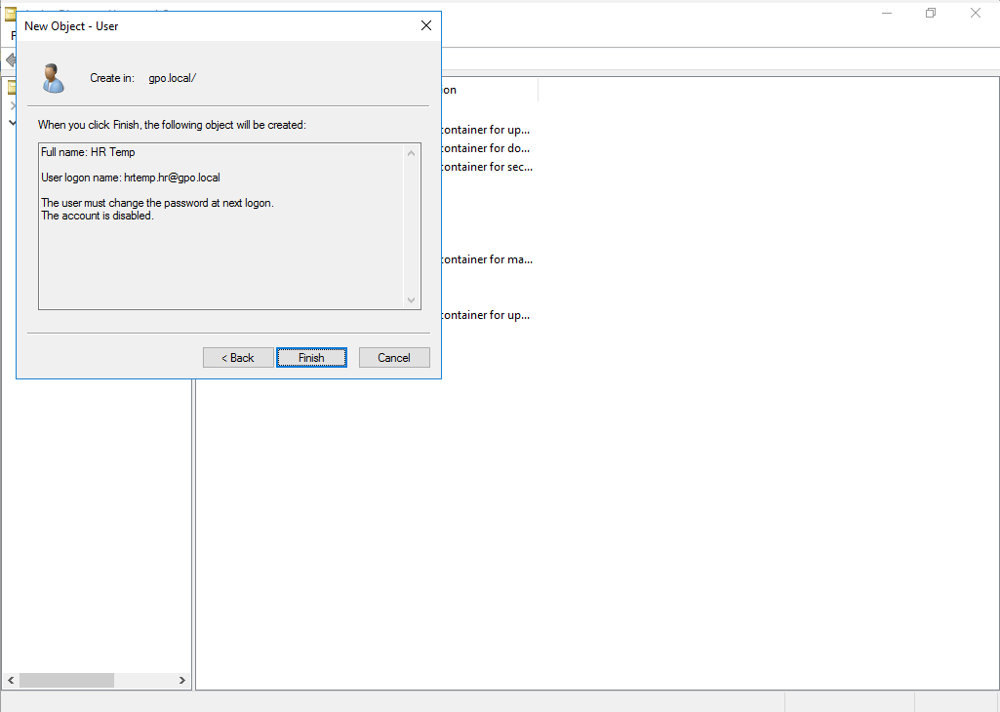 New Object - User
Create in: gpo.local/
When you click Finish, the following object will be created:
Full name: HR Temp
User logon name: hrtemp.hr@gpo.local
The user must change the password at next logon.
The account is disabled.
< Back
Finish
Cancel
on
container for up...
container for do...
container for sec...
container for ma...
container for up...